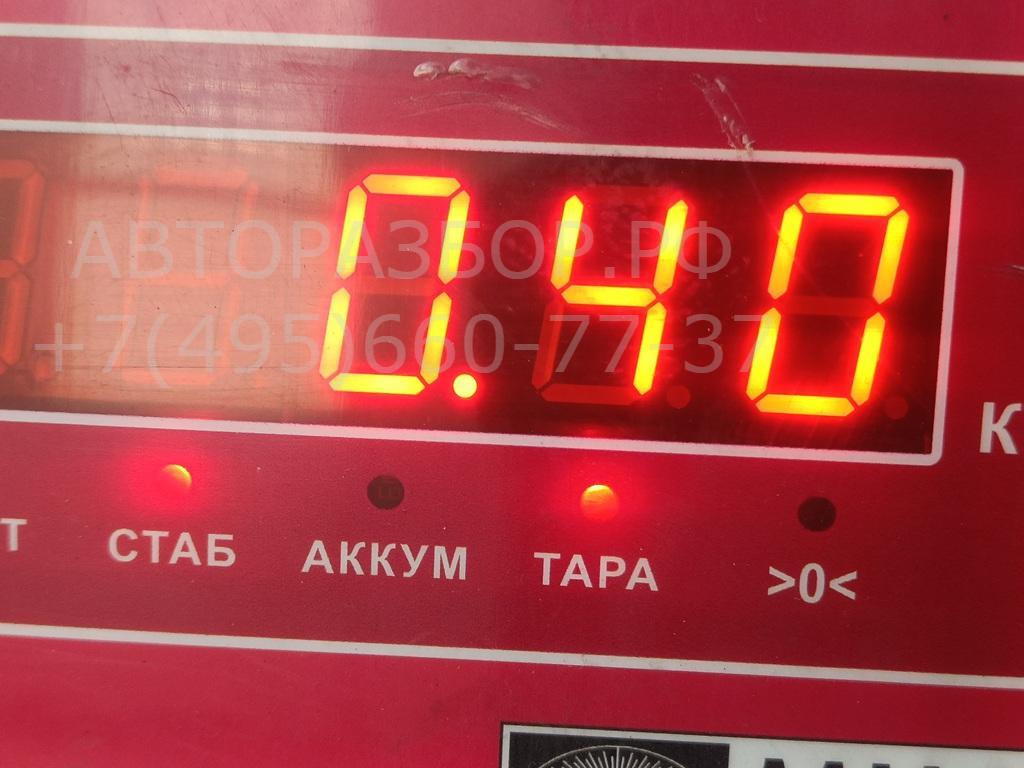 АВТОРАЗБОР.РФ
+7(495)660-77-37
0.40
К
Т СТАБ АККУМ ТАРА >0<